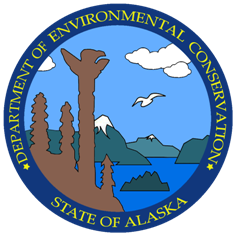 DEPARTMENT OF ENVIRONMENTAL CONSERVATION
STATE OF ALASKA